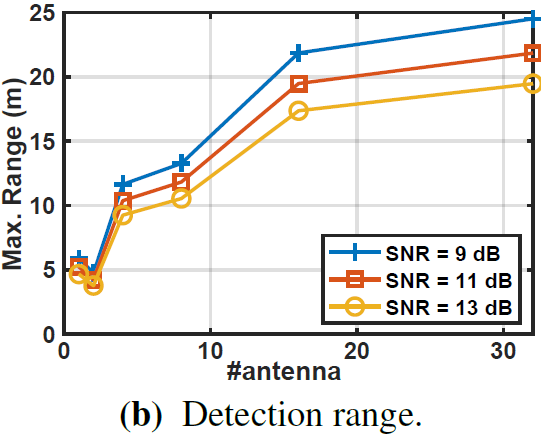 25
20
15
10
5
0
Max. Range (m)
0 10 20 30
#antenna
SNR = 9 dB
SNR = 11 dB
SNR = 13 dB
(b) Detection range.